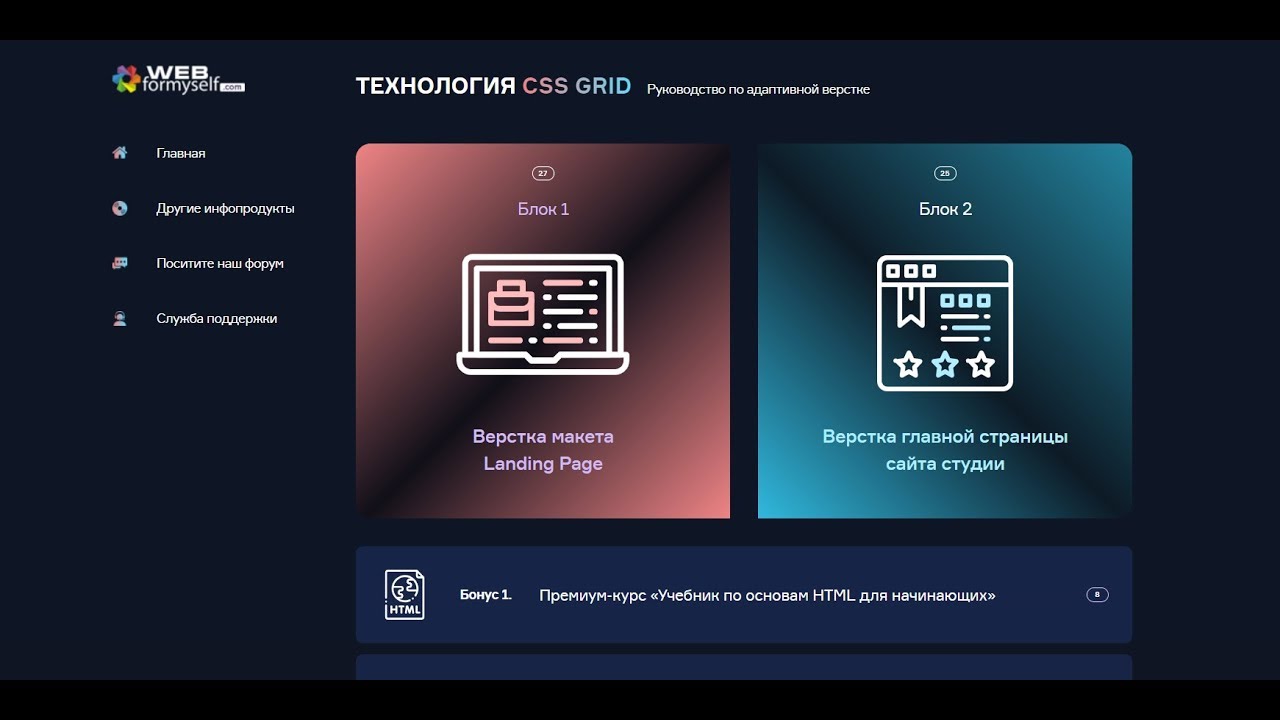 WEB
formyself.com
ТЕХНОЛОГИЯ CSS GRID Руководство по адаптивной верстке
Главная
Другие инфопродукты
Поситите наш форум
Служба поддержки
27
Блок 1
Верстка макета
Landing Page
25
Блок 2
Верстка главной страницы
сайта студии
HTML
Бонус 1. Премиум-курс «Учебник по основам HTML для начинающих» 8